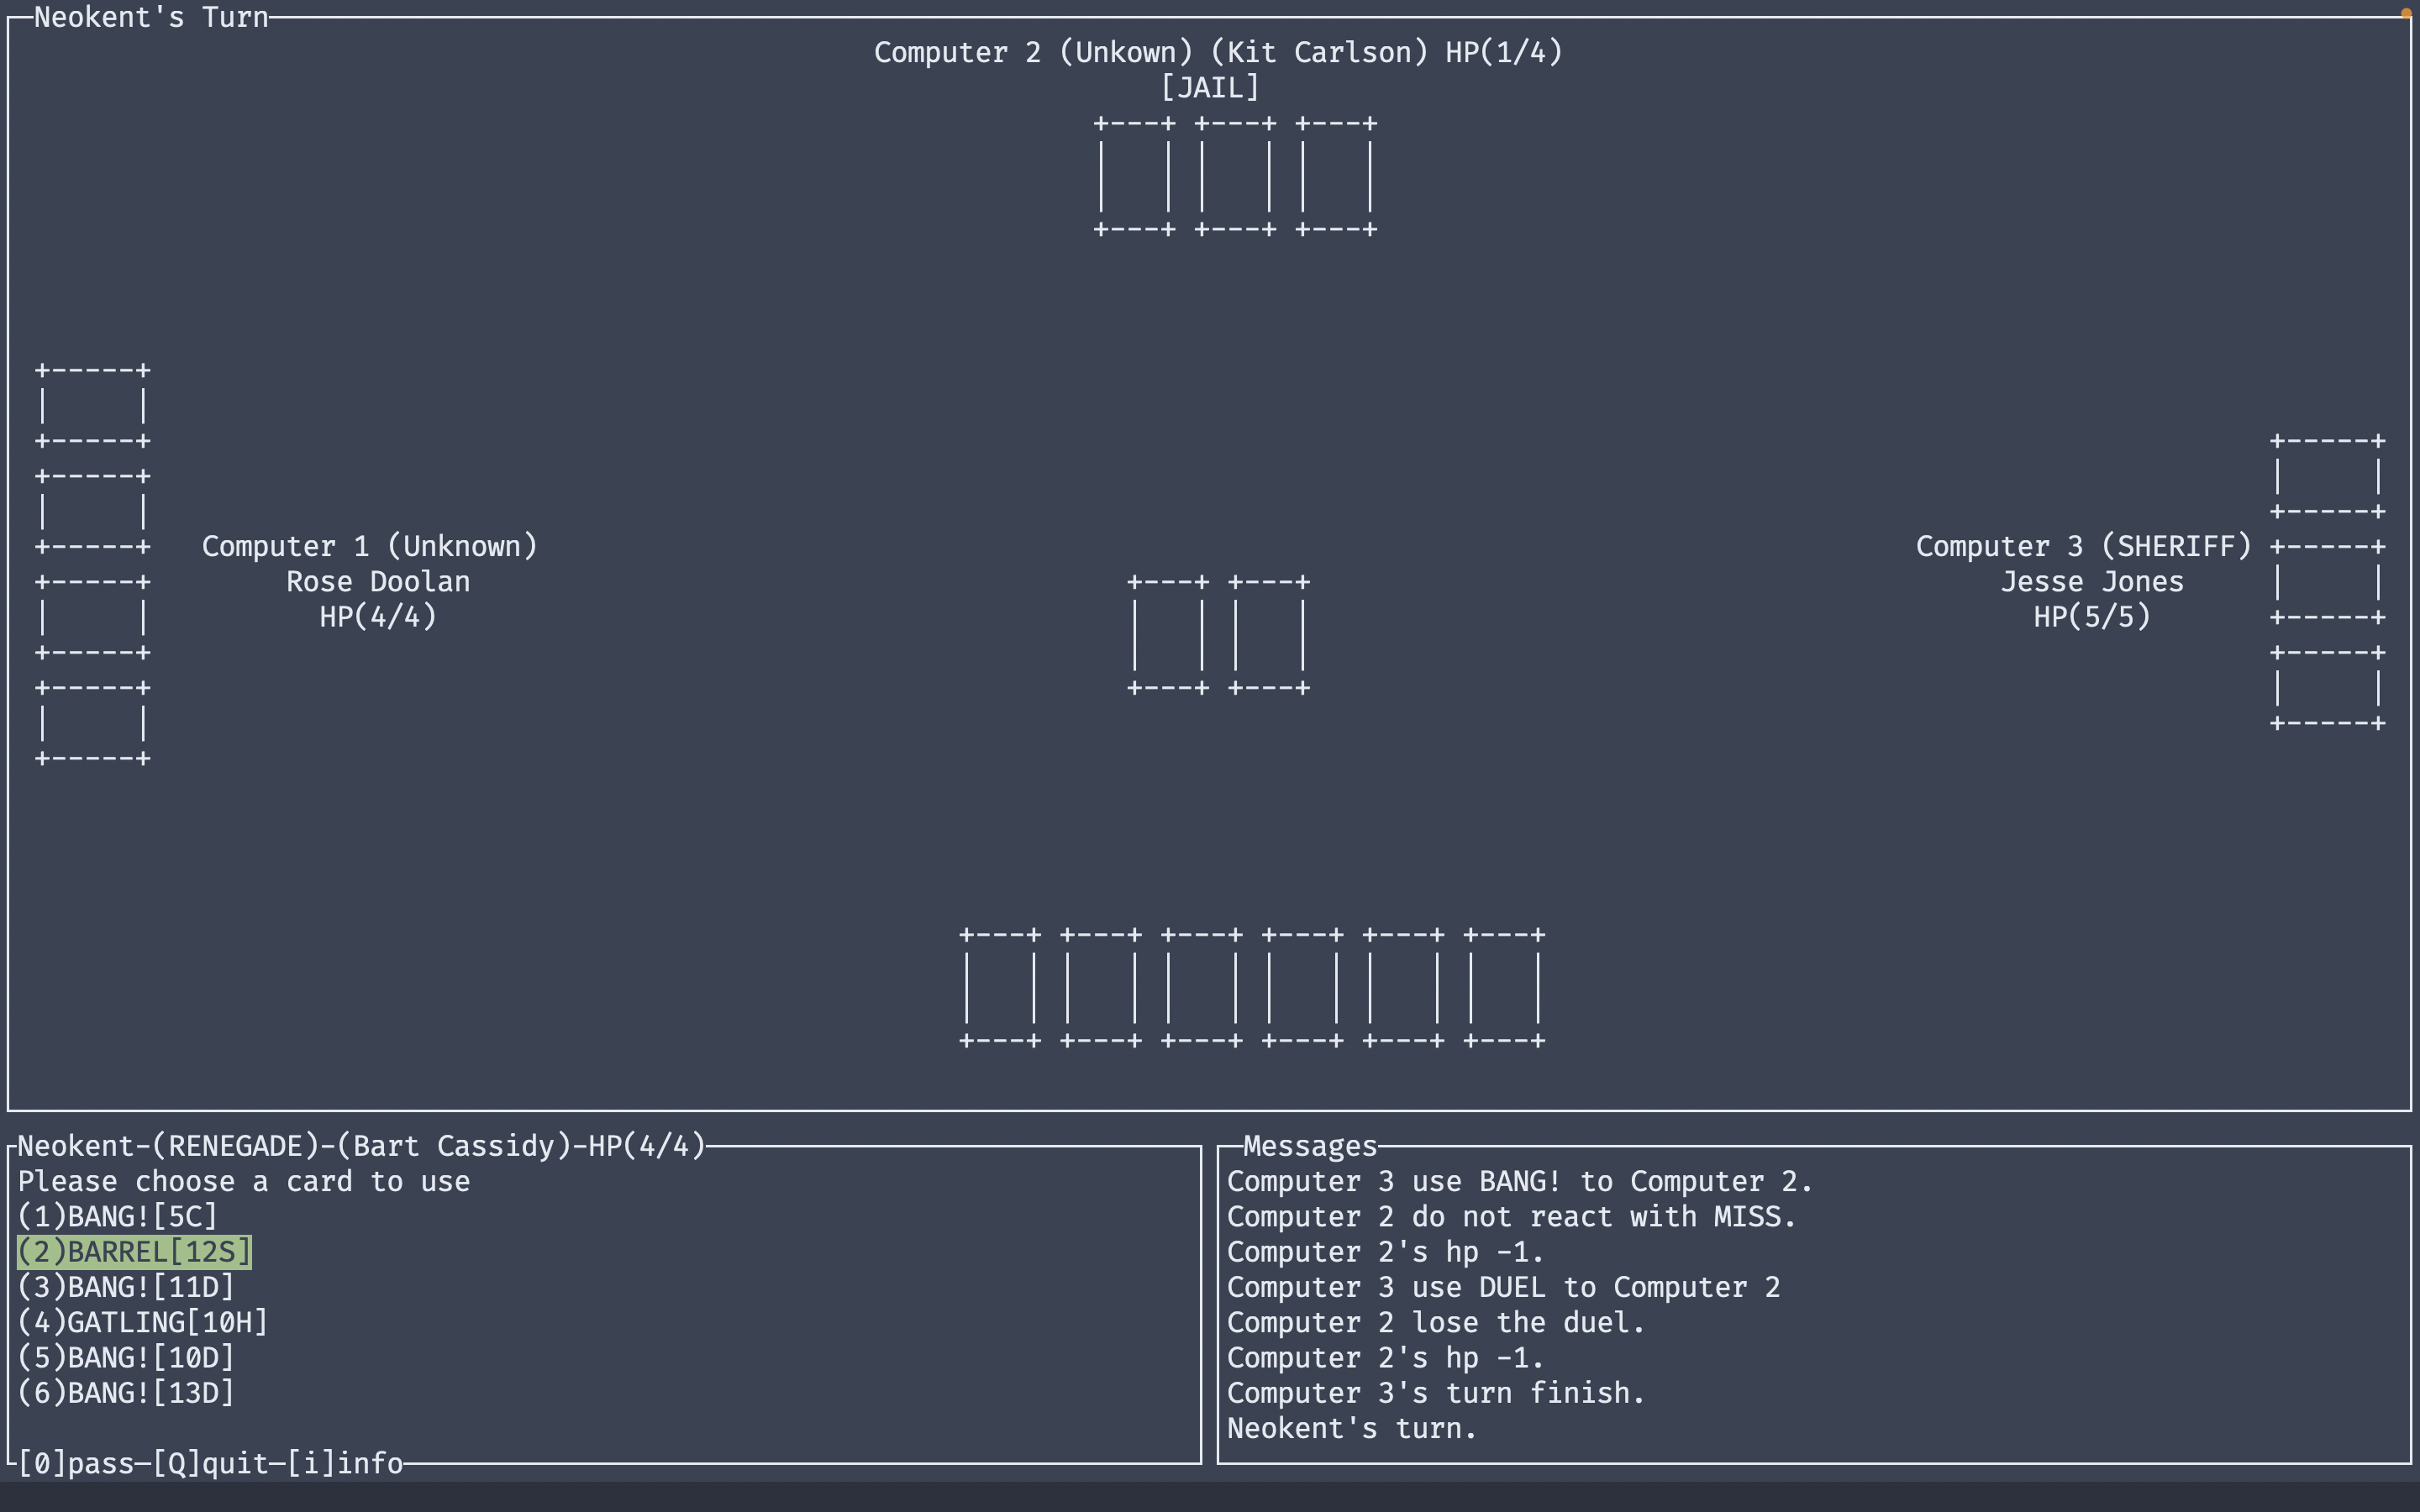 Neokent's Turn
Computer 2 (Unkown) (Kit Carlson) HP(1/4)
[JAIL]
Computer 1 (Unknown)
Rose Doolan
HP(4/4)
Computer 3 (SHERIFF)
Jesse Jones
HP(5/5)
Neokent-(RENEGADE)-(Bart Cassidy)-HP(4/4)
Please choose a card to use
(1)BANG![5C]
(2)BARREL[12S]
(3)BANG![11D]
(4)GATLING[10H]
(5)BANG![10D]
(6)BANG![13D]
[0]pass—[Q]quit—[i]info
Messages
Computer 3 use BANG! to Computer 2.
Computer 2 do not react with MISS.
Computer 2's hp -1.
Computer 3 use DUEL to Computer 2
Computer 2 lose the duel.
Computer 2's hp -1.
Computer 3's turn finish.
Neokent's turn.